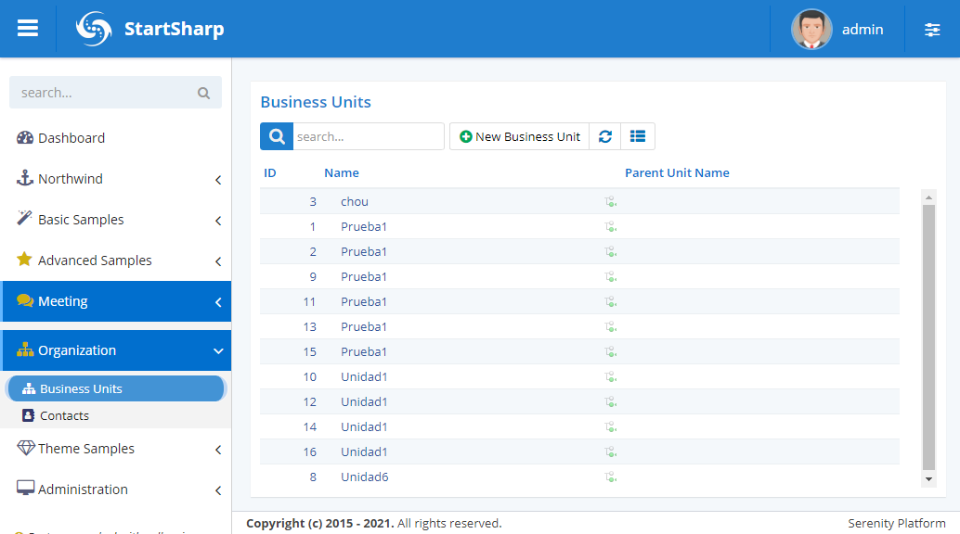 StartSharp
admin
search...
Dashboard
Northwind
Basic Samples
Advanced Samples
Meeting
Organization
Business Units
Contacts
Theme Samples
Administration
Business Units
search...
New Business Unit
ID Name Parent Unit Name
3 chou
1 Prueba1
2 Prueba1
9 Prueba1
11 Prueba1
13 Prueba1
15 Prueba1
10 Unidad1
12 Unidad1
14 Unidad1
16 Unidad1
8 Unidad6
Copyright (c) 2015 - 2021. All rights reserved.
Serenity Platform